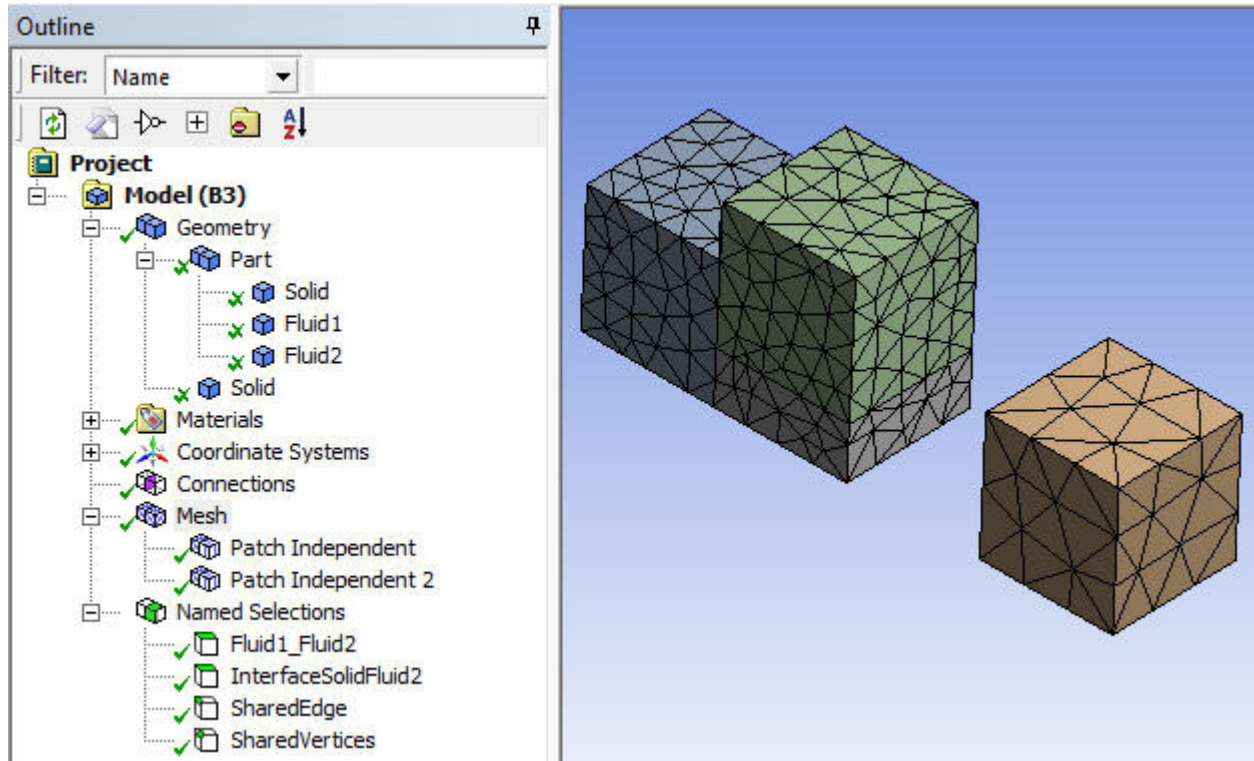 Outline
Filter: Name
A
Z
Project
Model (B3)
Geometry
Part
Solid
Fluid1
Fluid2
Solid
Materials
Coordinate Systems
Connections
Mesh
Patch Independent
Patch Independent 2
Named Selections
Fluid1_Fluid2
InterfaceSolidFluid2
SharedEdge
SharedVertices